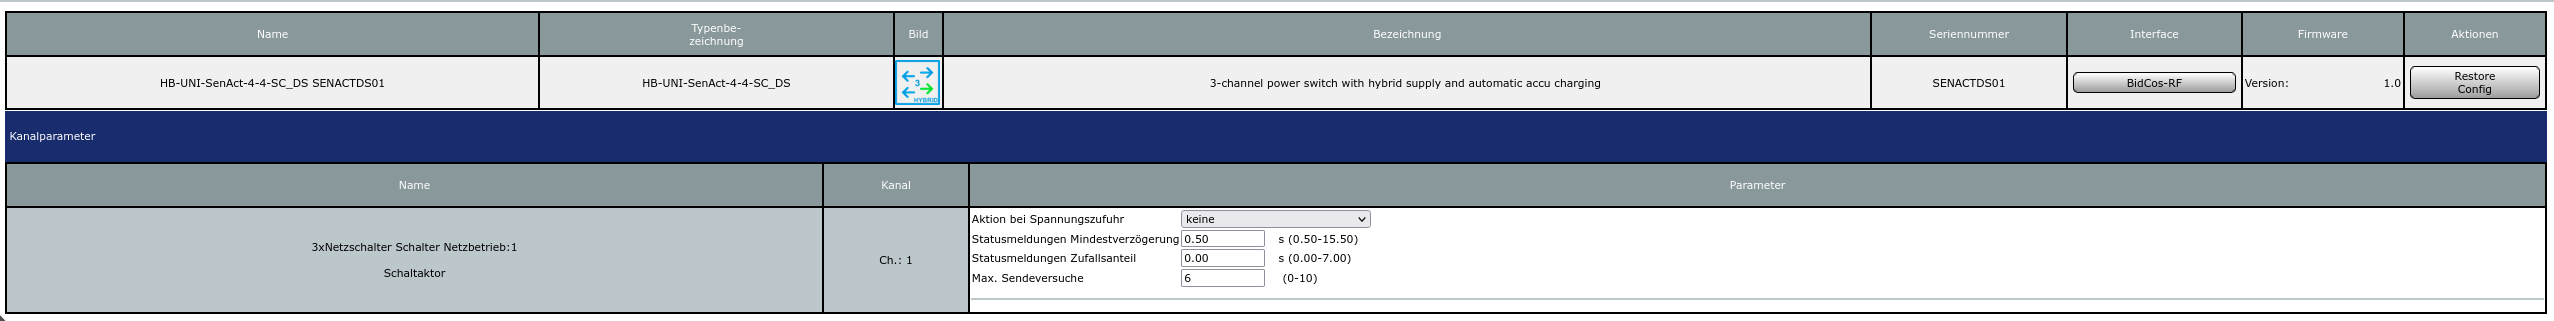 Name
Typenbe-
zeichnung
Bild
Bezeichnung
Seriennummer
Interface
Firmware
Aktionen
HB-UNI-SenAct-4-4-SC_DS SENACTDS01
HB-UNI-SenAct-4-4-SC_DS
3
HYBRID
3-channel power switch with hybrid supply and automatic accu charging
SENACTDS01
BidCos-RF
Version: 1.0
Restore
Config
Kanalparameter
Name
Kanal
Parameter
3xNetzschalter Schalter Netzbetrieb:1
Schaltaktor
Ch.: 1
Aktion bei Spannungszufuhr keine
Statusmeldungen Mindestverzögerung 0.50 s (0.50-15.50)
Statusmeldungen Zufallsanteil 0.00 s (0.00-7.00)
Max. Sendeversuche 6 (0-10)